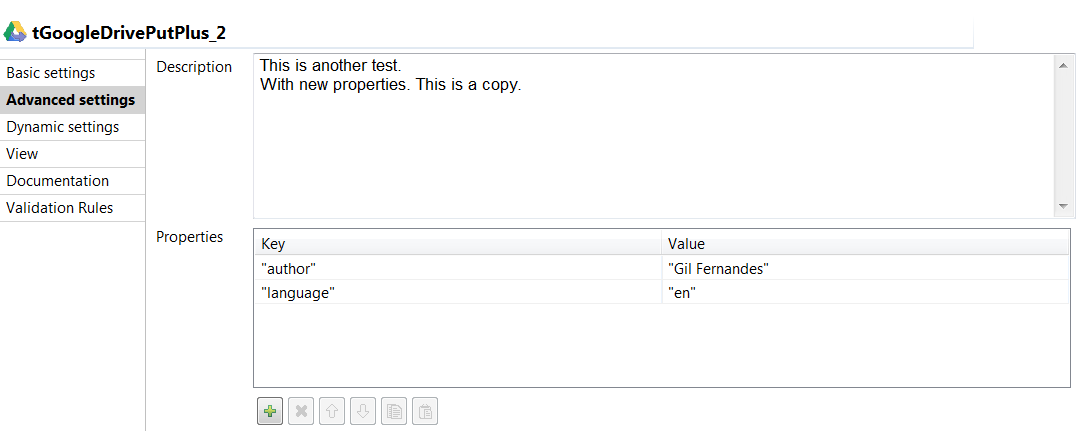 tGoogleDrivePutPlus_2
Basic settings
Advanced settings
Dynamic settings
View
Documentation
Validation Rules
Description
This is another test.
With new properties. This is a copy.
Properties
Key Value
"author" "Gil Fernandes"
"language" "en"